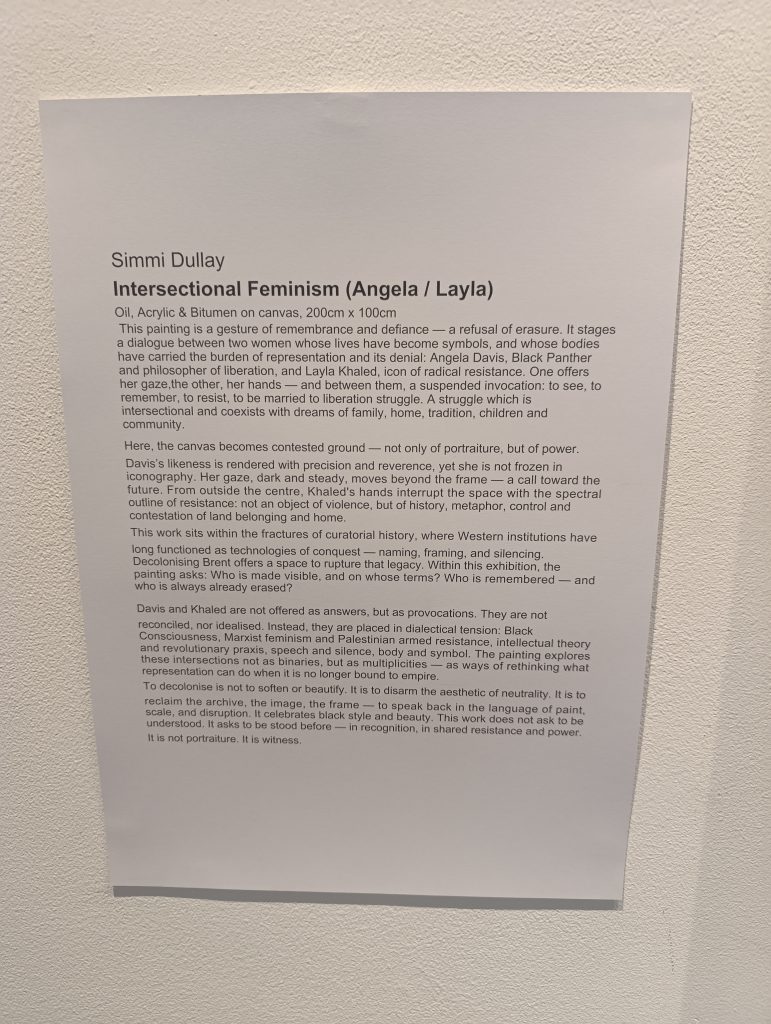 Simmi Dullay
Intersectional Feminism (Angela / Layla)
Oil, Acrylic & Bitumen on canvas, 200cm x 100cm
This painting is a gesture of remembrance and defiance — a refusal of erasure. It stages
a dialogue between two women whose lives have become symbols, and whose bodies
have carried the burden of representation and its denial: Angela Davis, Black Panther
and philosopher of liberation, and Layla Khaled, icon of radical resistance. One offers
her gaze,the other, her hands — and between them, a suspended invocation: to see, to
remember, to resist, to be married to liberation struggle. A struggle which is
intersectional and coexists with dreams of family, home, tradition, children and
community.
Here, the canvas becomes contested ground — not only of portraiture, but of power.
Davis's likeness is rendered with precision and reverence, yet she is not frozen in
iconography. Her gaze, dark and steady, moves beyond the frame — a call toward the
future. From outside the centre, Khaled's hands interrupt the space with the spectral
outline of resistance: not an object of violence, but of history, metaphor, control and
contestation of land belonging and home.
This work sits within the fractures of curatorial history, where Western institutions have
long functioned as technologies of conquest — naming, framing, and silencing.
Decolonising Brent offers a space to rupture that legacy. Within this exhibition, the
painting asks: Who is made visible, and on whose terms? Who is remembered — and
who is always already erased?
Davis and Khaled are not offered as answers, but as provocations. They are not
reconciled, nor idealised. Instead, they are placed in dialectical tension: Black
Consciousness, Marxist feminism and Palestinian armed resistance, intellectual theory
and revolutionary praxis, speech and silence, body and symbol. The painting explores
these intersections not as binaries, but as multiplicities — as ways of rethinking what
representation can do when it is no longer bound to empire.
To decolonise is not to soften or beautify. It is to disarm the aesthetic of neutrality. It is to
reclaim the archive, the image, the frame — to speak back in the language of paint,
scale, and disruption. It celebrates black style and beauty. This work does not ask to be
understood. It asks to be stood before — in recognition, in shared resistance and power.
It is not portraiture. It is witness.